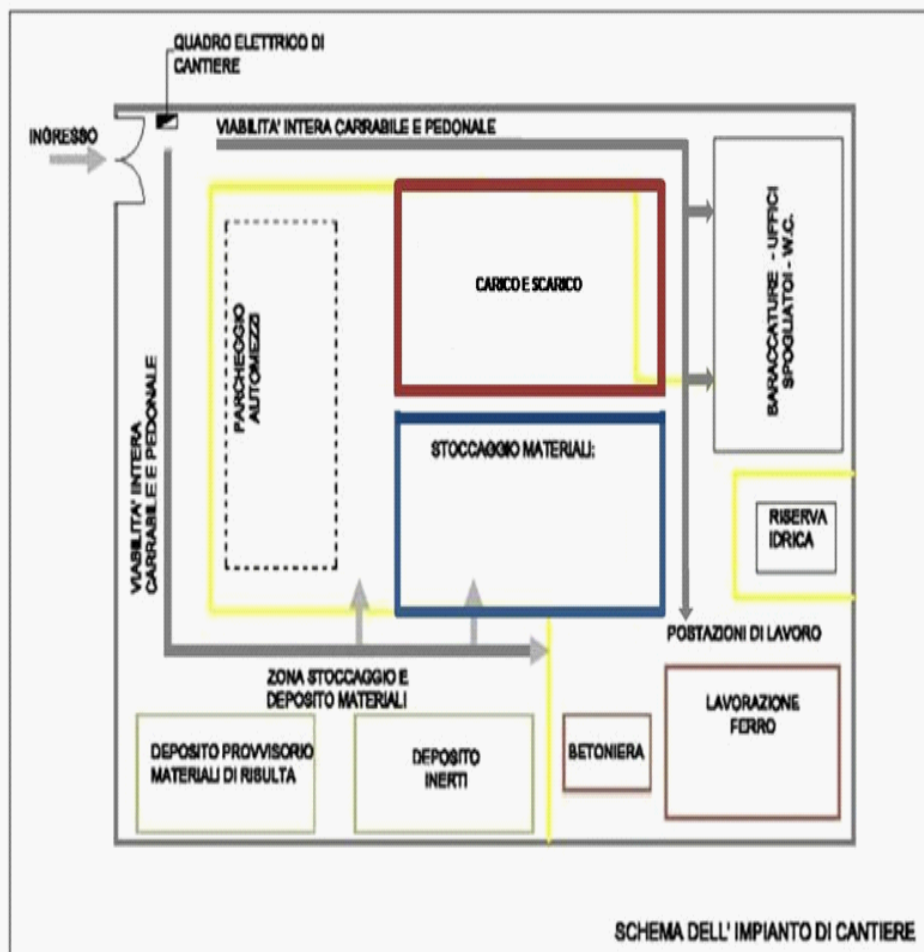 QUADRO ELETTRICO DI
CANTIERE
INGRESSO
VIABILITA' INTERA CARRABILE E PEDONALE
CARICO E SCARICO
BARACCATURE - UFFICI
SPOGLIATOI - W.C.
PARCHEGGIO
AUTOMEZZI
VIABILITA' INTERA
CARRABILE E PEDONALE
STOCCAGGIO MATERIALI:
RISERVA
IDRICA
POSTAZIONI DI LAVORO
ZONA STOCCAGGIO E
DEPOSITO MATERIALI
LAVORAZIONE
FERRO
DEPOSITO PROVVISORIO
MATERIALI DI RISULTA
DEPOSITO
INERTI
BETONIERA
SCHEMA DELL' IMPIANTO DI CANTIERE